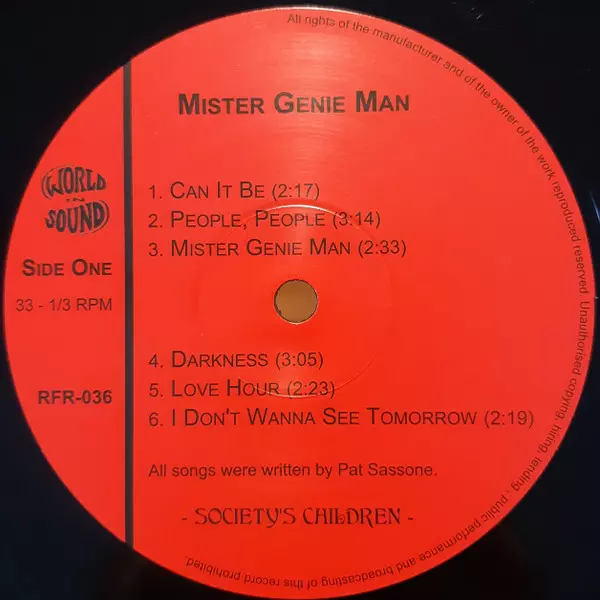 All rights of the manufacturer and of the owner of the work reproduced reserved. Unauthorised copying, hiring, lending, public performance and broadcasting of this record prohibited.
MISTER GENIE MAN
WORLD
IN
SOUND
SIDE ONE
33 - 1/3 RPM
RFR-036
1. CAN IT BE (2:17)
2. PEOPLE, PEOPLE (3:14)
3. MISTER GENIE MAN (2:33)
4. DARKNESS (3:05)
5. LOVE HOUR (2:23)
6. I DON'T WANNA SEE TOMORROW (2:19)
All songs were written by Pat Sassone.
- SOCIETY'S CHILDREN -